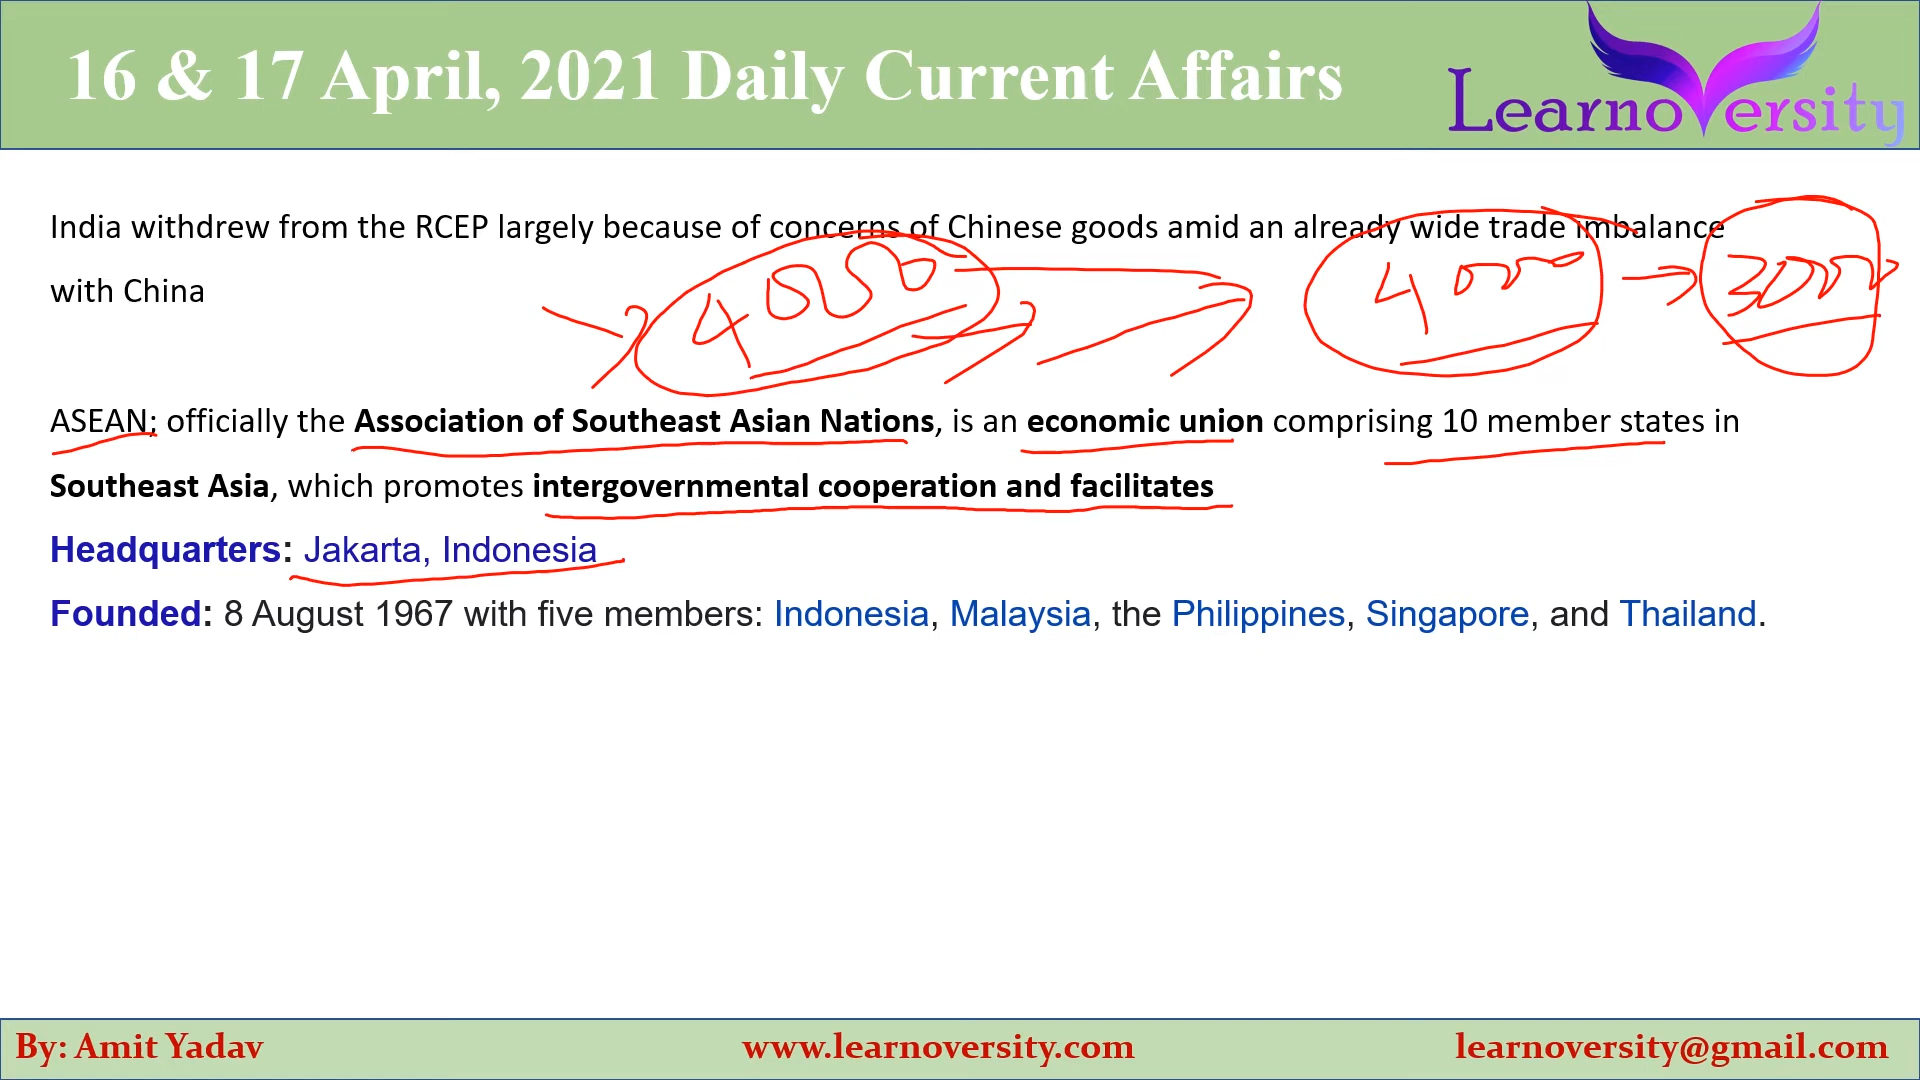 16 & 17 April, 2021 Daily Current Affairs
Learnoversity
India withdrew from the RCEP largely because of concerns of Chinese goods amid an already wide trade imbalance
with China
4000
4000
3000
ASEAN; officially the Association of Southeast Asian Nations, is an economic union comprising 10 member states in
Southeast Asia, which promotes intergovernmental cooperation and facilitates
Headquarters: Jakarta, Indonesia
Founded: 8 August 1967 with five members: Indonesia, Malaysia, the Philippines, Singapore, and Thailand.
By: Amit Yadav
www.learnoversity.com
learnoversity@gmail.com